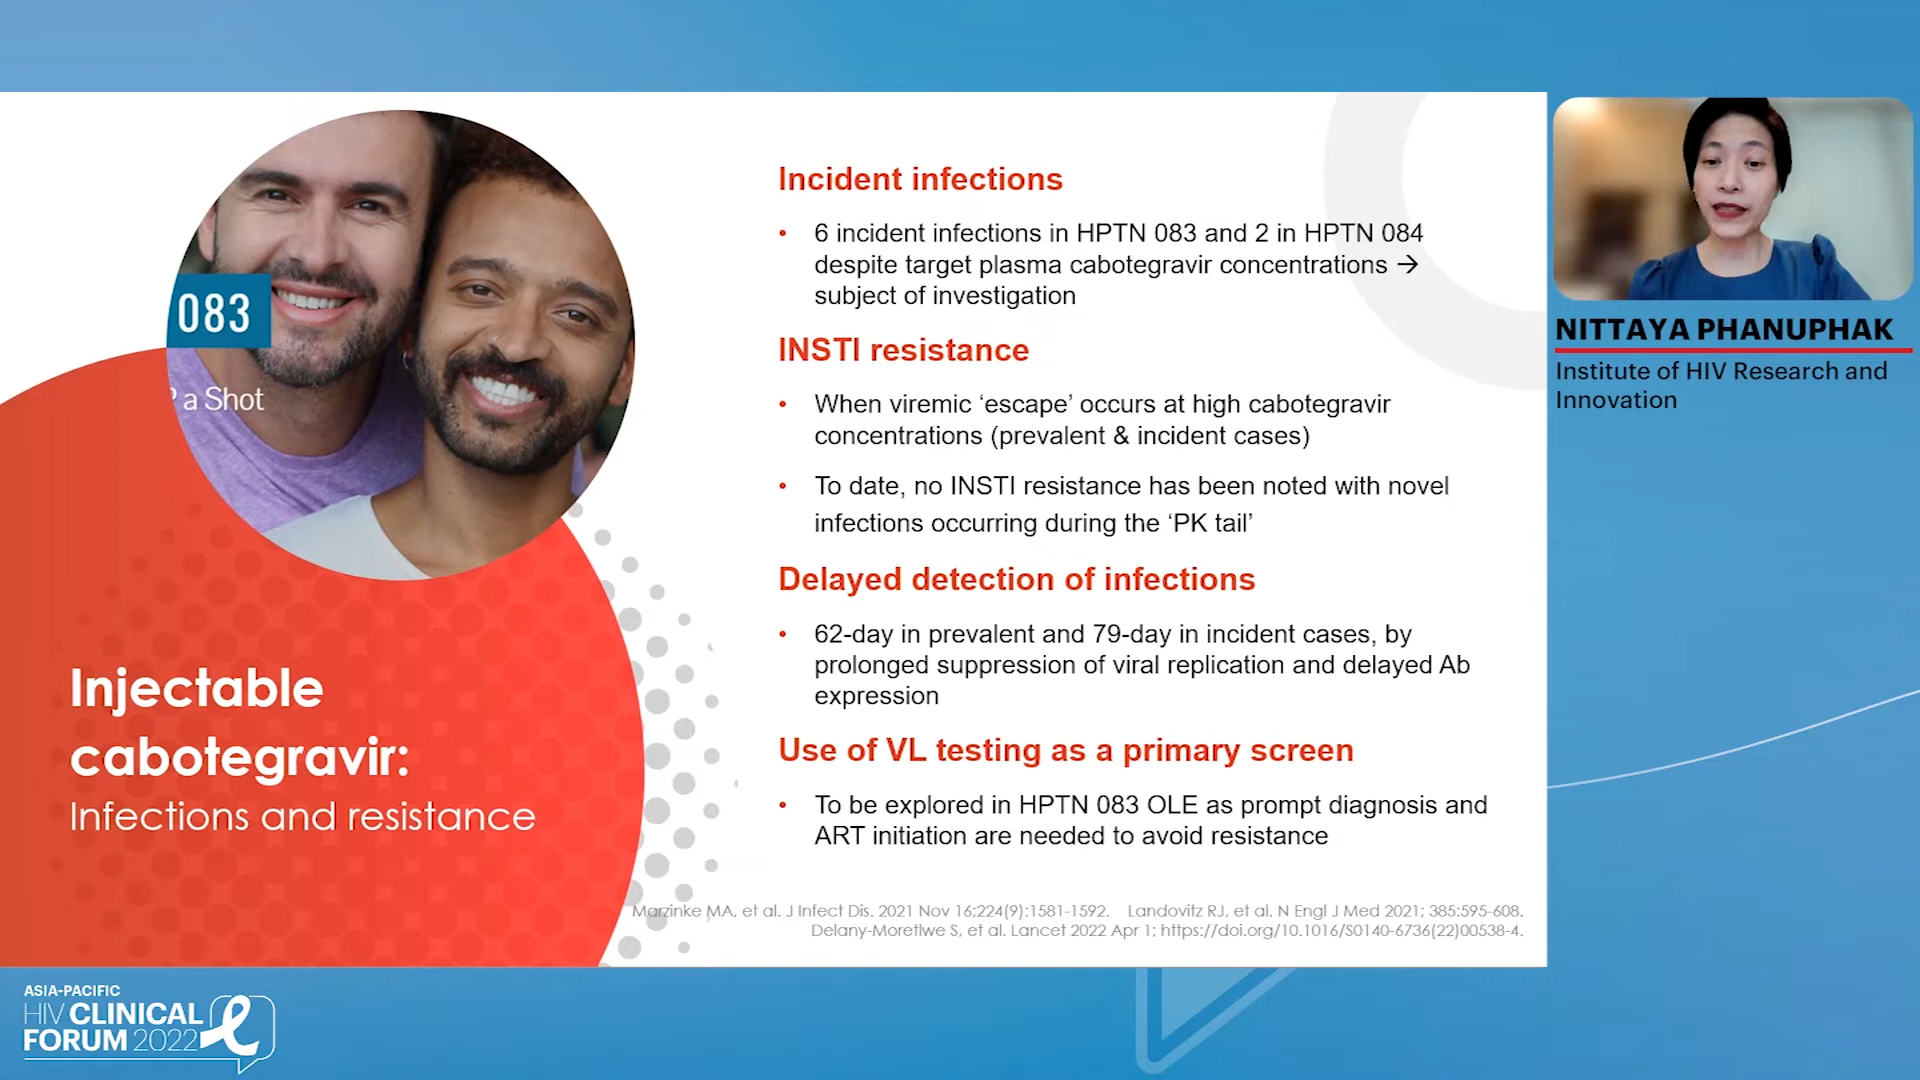 083
a Shot
Injectable
cabotegravir:
Infections and resistance
Incident infections
• 6 incident infections in HPTN 083 and 2 in HPTN 084
despite target plasma cabotegravir concentrations →
subject of investigation
INSTI resistance
• When viremic ‘escape’ occurs at high cabotegravir
concentrations (prevalent & incident cases)
• To date, no INSTI resistance has been noted with novel
infections occurring during the ‘PK tail’
Delayed detection of infections
• 62-day in prevalent and 79-day in incident cases, by
prolonged suppression of viral replication and delayed Ab
expression
Use of VL testing as a primary screen
• To be explored in HPTN 083 OLE as prompt diagnosis and
ART initiation are needed to avoid resistance
Marzinke MA, et al. J Infect Dis. 2021 Nov 16;224(9):1581-1592. Landovitz RJ, et al. N Engl J Med 2021; 385:595-608.
Delany-Moretlwe S, et al. Lancet 2022 Apr 1; https://doi.org/10.1016/S0140-6736(22)00538-4.
NITTAYA PHANUPHAK
Institute of HIV Research and
Innovation
ASIA-PACIFIC
HIV CLINICAL
FORUM 2022